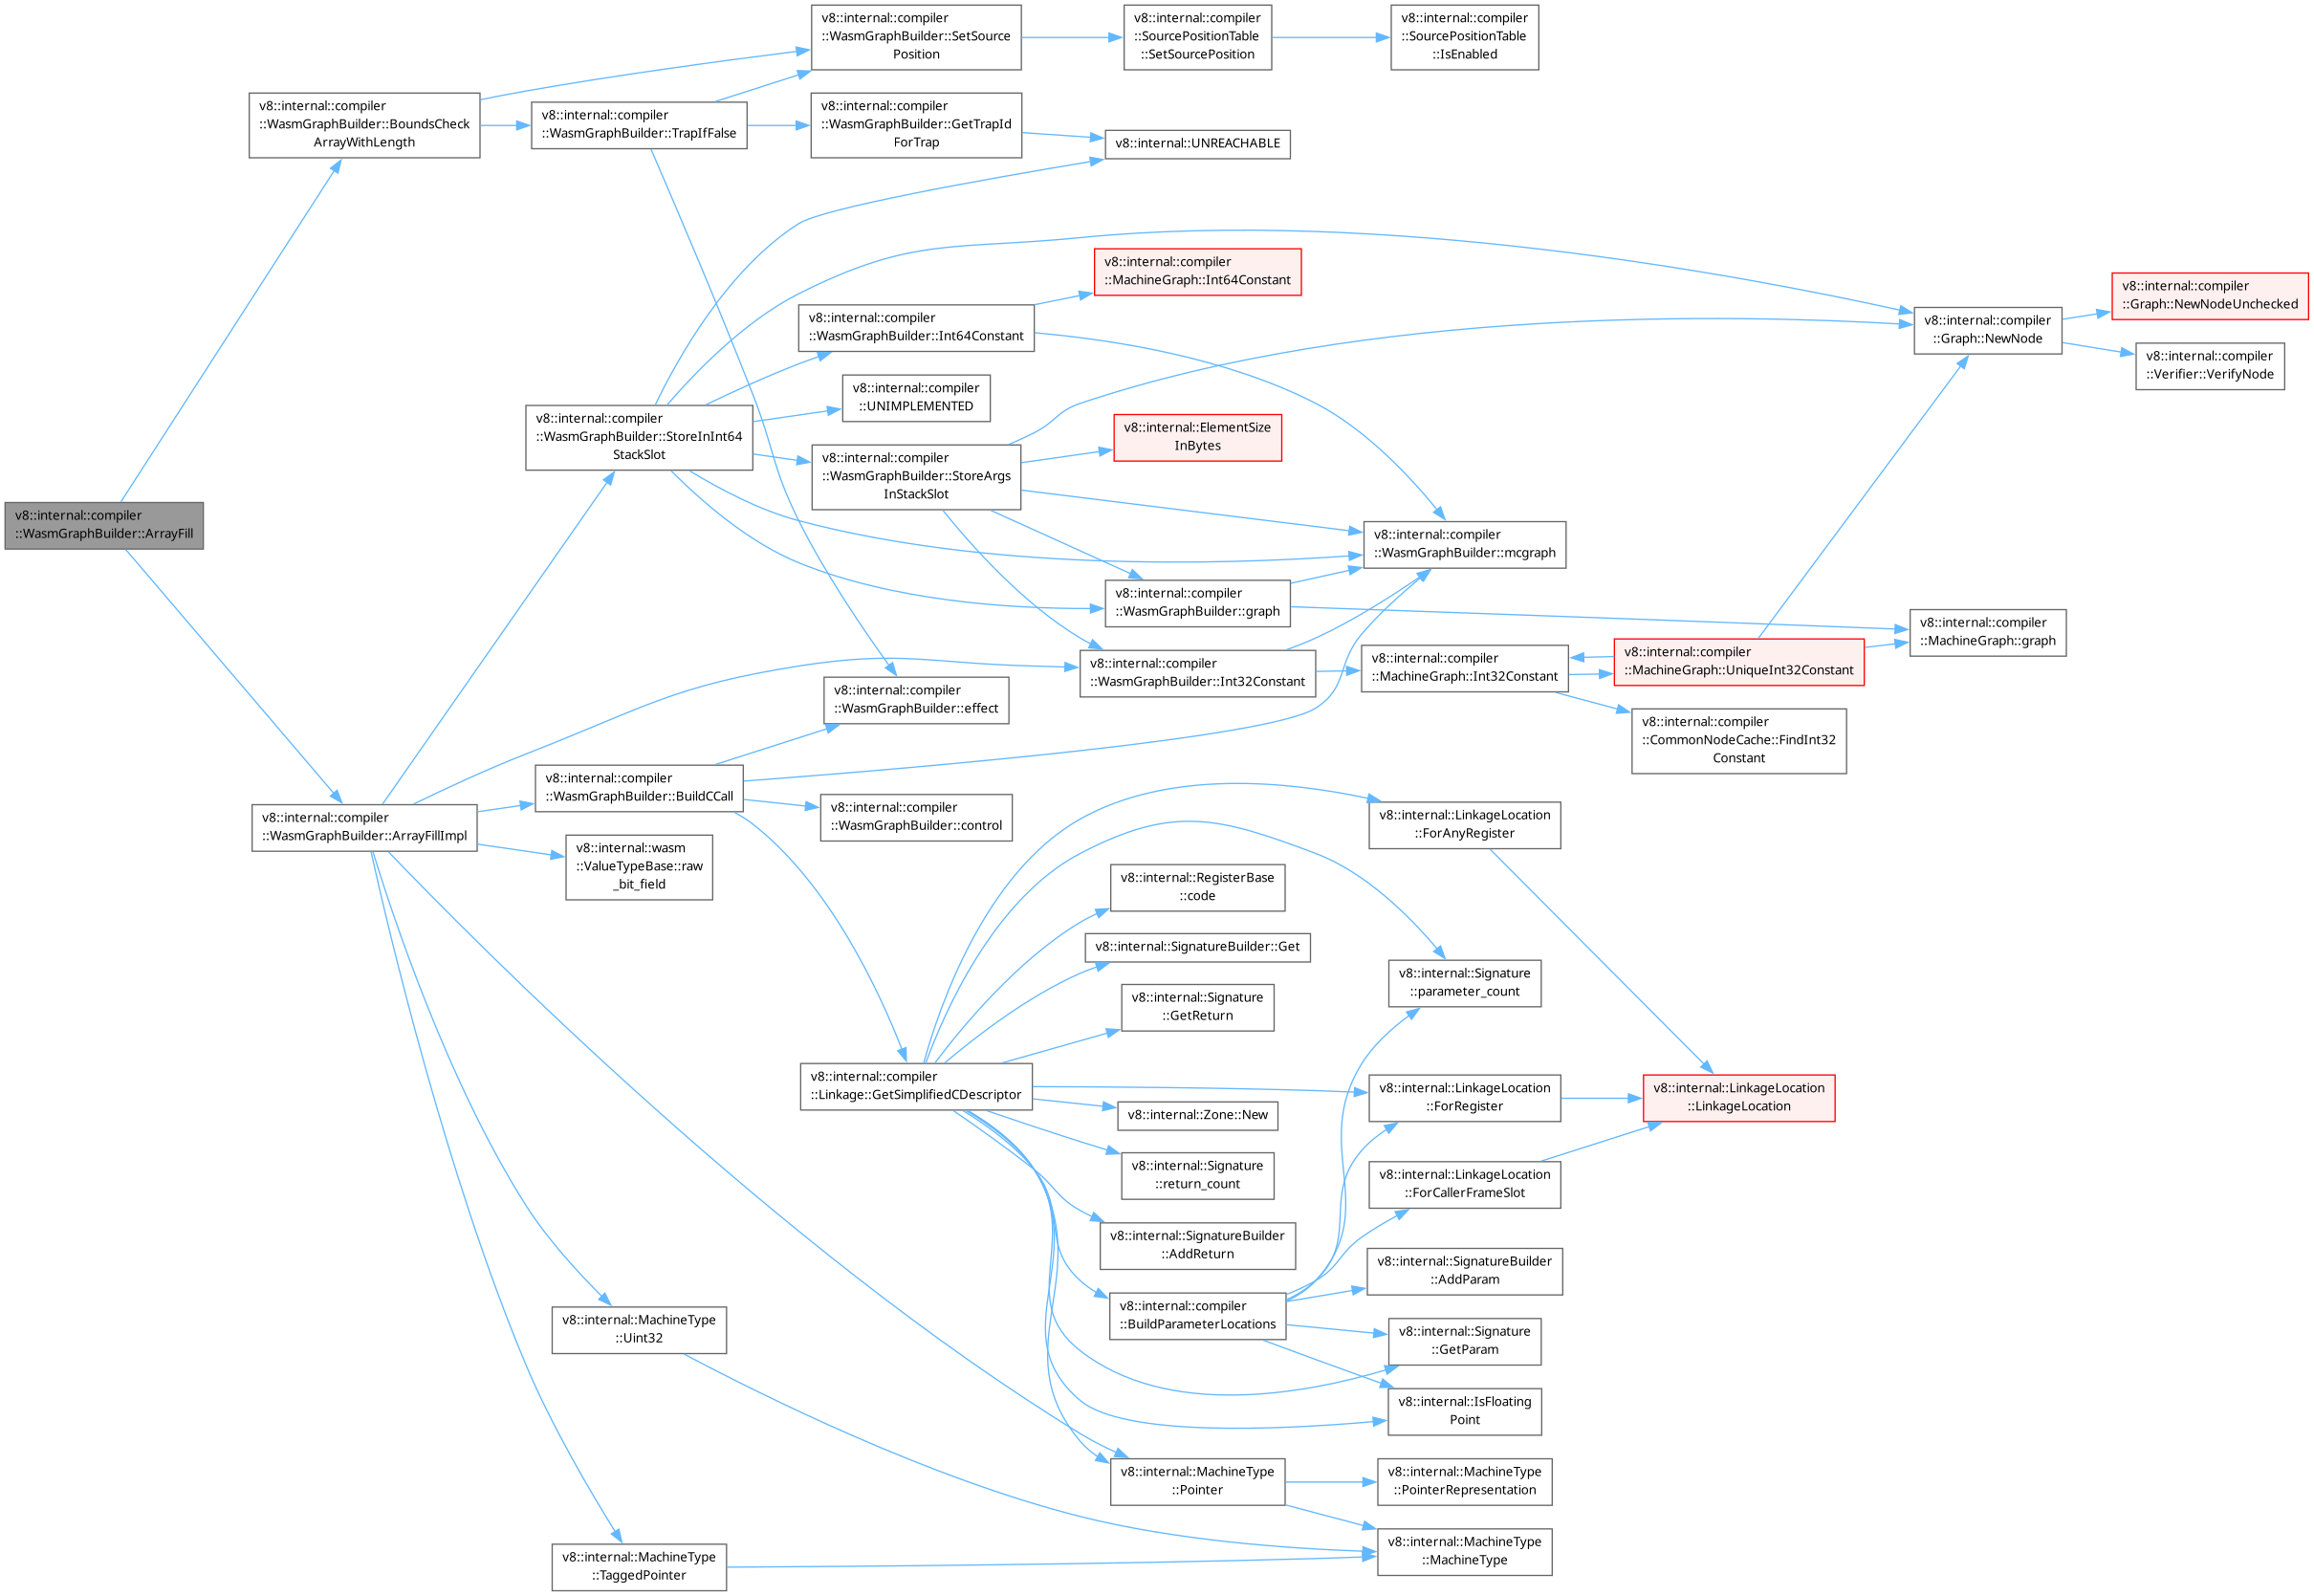 v8::internal::compiler
::WasmGraphBuilder::ArrayFill
v8::internal::compiler
::WasmGraphBuilder::BoundsCheck
ArrayWithLength
v8::internal::compiler
::WasmGraphBuilder::ArrayFillImpl
v8::internal::compiler
::WasmGraphBuilder::TrapIfFalse
v8::internal::compiler
::WasmGraphBuilder::StoreInInt64
StackSlot
v8::internal::compiler
::WasmGraphBuilder::BuildCCall
v8::internal::wasm
::ValueTypeBase::raw
_bit_field
v8::internal::MachineType
::Uint32
v8::internal::MachineType
::TaggedPointer
v8::internal::compiler
::WasmGraphBuilder::SetSource
Position
v8::internal::compiler
::WasmGraphBuilder::GetTrapId
ForTrap
v8::internal::compiler
::WasmGraphBuilder::Int64Constant
v8::internal::compiler
::UNIMPLEMENTED
v8::internal::compiler
::WasmGraphBuilder::StoreArgs
InStackSlot
v8::internal::compiler
::WasmGraphBuilder::effect
v8::internal::compiler
::WasmGraphBuilder::control
v8::internal::compiler
::Linkage::GetSimplifiedCDescriptor
v8::internal::compiler
::SourcePositionTable
::SetSourcePosition
v8::internal::UNREACHABLE
v8::internal::compiler
::MachineGraph::Int64Constant
v8::internal::ElementSize
InBytes
v8::internal::compiler
::WasmGraphBuilder::graph
v8::internal::compiler
::WasmGraphBuilder::Int32Constant
v8::internal::RegisterBase
::code
v8::internal::SignatureBuilder::Get
v8::internal::Signature
::GetReturn
v8::internal::Zone::New
v8::internal::Signature
::return_count
v8::internal::SignatureBuilder
::AddReturn
v8::internal::compiler
::BuildParameterLocations
v8::internal::MachineType
::Pointer
v8::internal::compiler
::SourcePositionTable
::IsEnabled
v8::internal::compiler
::WasmGraphBuilder::mcgraph
v8::internal::compiler
::MachineGraph::Int32Constant
v8::internal::LinkageLocation
::ForAnyRegister
v8::internal::Signature
::parameter_count
v8::internal::LinkageLocation
::ForRegister
v8::internal::LinkageLocation
::ForCallerFrameSlot
v8::internal::SignatureBuilder
::AddParam
v8::internal::Signature
::GetParam
v8::internal::IsFloating
Point
v8::internal::MachineType
::PointerRepresentation
v8::internal::MachineType
::MachineType
v8::internal::compiler
::MachineGraph::UniqueInt32Constant
v8::internal::compiler
::CommonNodeCache::FindInt32
Constant
v8::internal::LinkageLocation
::LinkageLocation
v8::internal::compiler
::Graph::NewNode
v8::internal::compiler
::MachineGraph::graph
v8::internal::compiler
::Graph::NewNodeUnchecked
v8::internal::compiler
::Verifier::VerifyNode